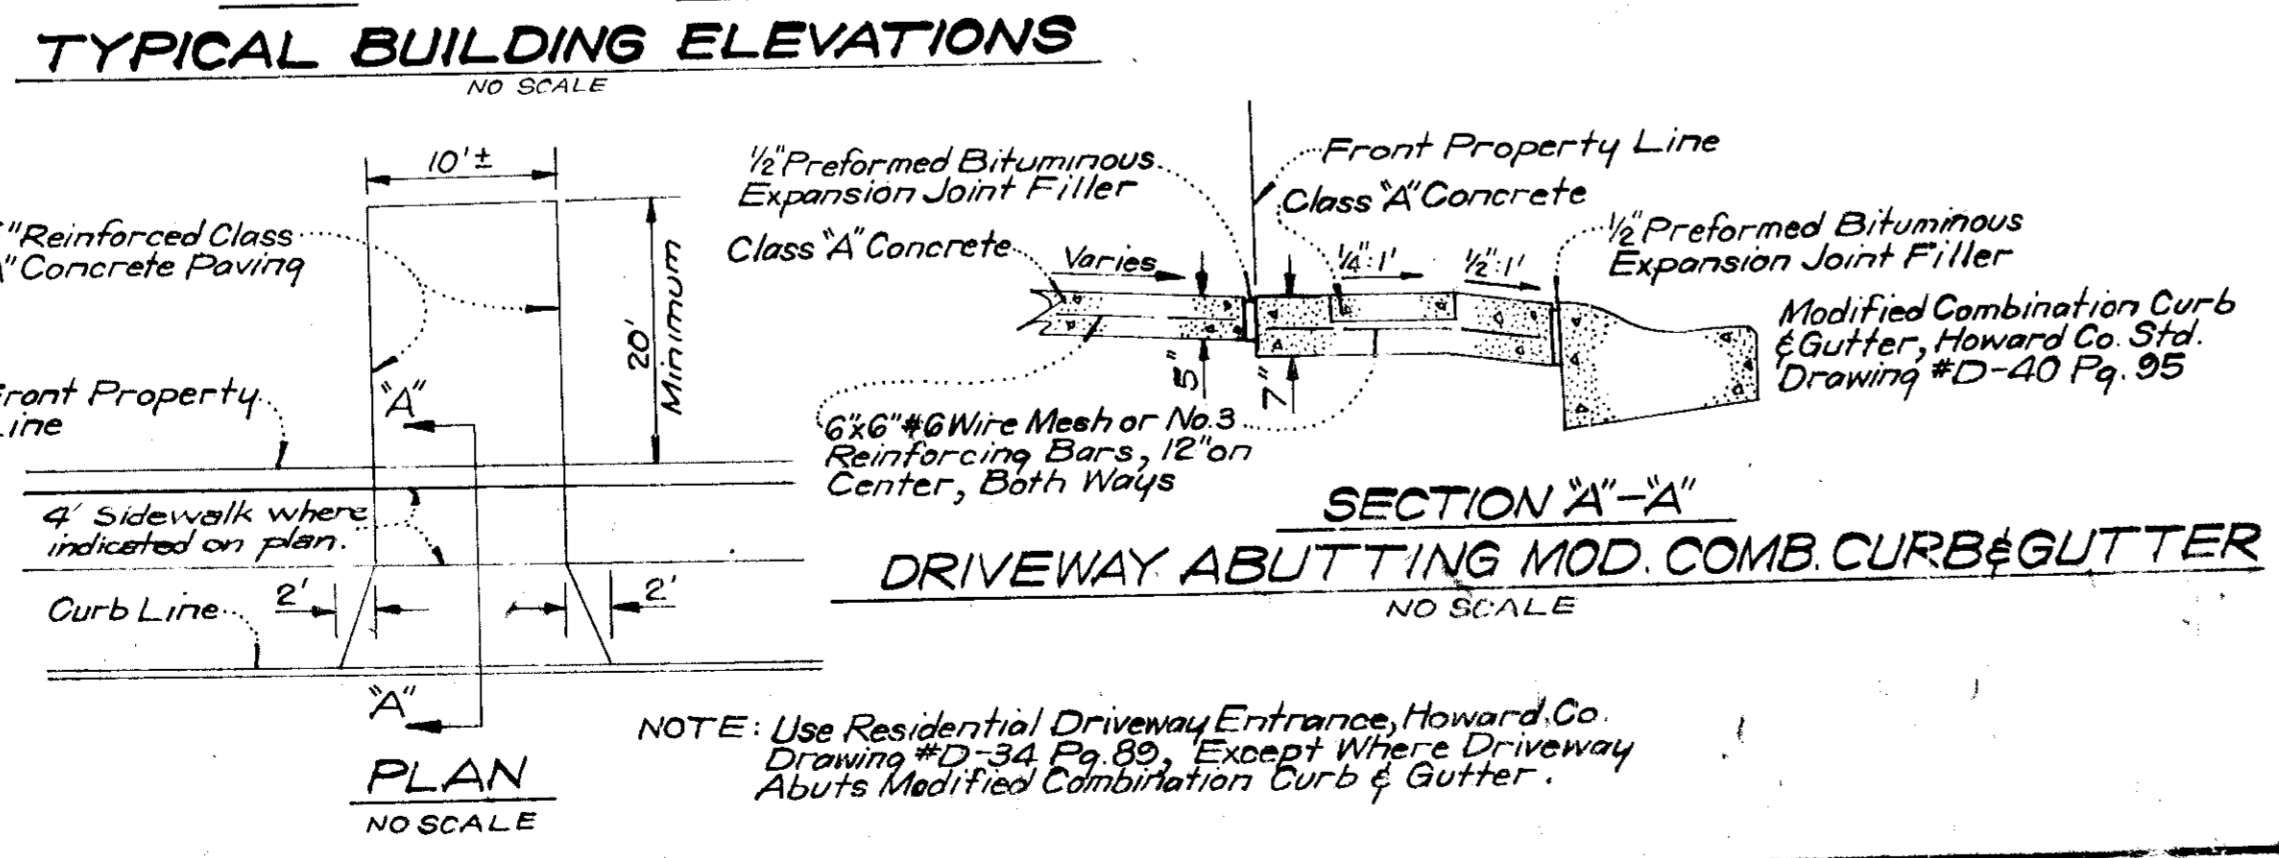 TYPICAL BUILDING ELEVATIONS
NO SCALE
10'±
"Reinforced Class
"Concrete Paving
20'
Minimum
Front Property
Line
"A"
4' Sidewalk where
indicated on plan.
2'
2'
Curb Line
"A"
PLAN
NO SCALE
1/2" Preformed Bituminous
Expansion Joint Filler
Class "A" Concrete
Varies
Front Property Line
Class "A" Concrete
1/4":1'
1/2":1'
1/2" Preformed Bituminous
Expansion Joint Filler
Modified Combination Curb
& Gutter, Howard Co. Std.
Drawing #D-40 Pg. 95
5"
7"
6"x6" #6 Wire Mesh or No.3
Reinforcing Bars, 12" on
Center, Both Ways
SECTION "A"-"A"
DRIVEWAY ABUTTING MOD. COMB. CURB & GUTTER
NO SCALE
NOTE: Use Residential Driveway Entrance, Howard Co.
Drawing #D-34 Pg. 89, Except Where Driveway
Abuts Modified Combination Curb & Gutter.